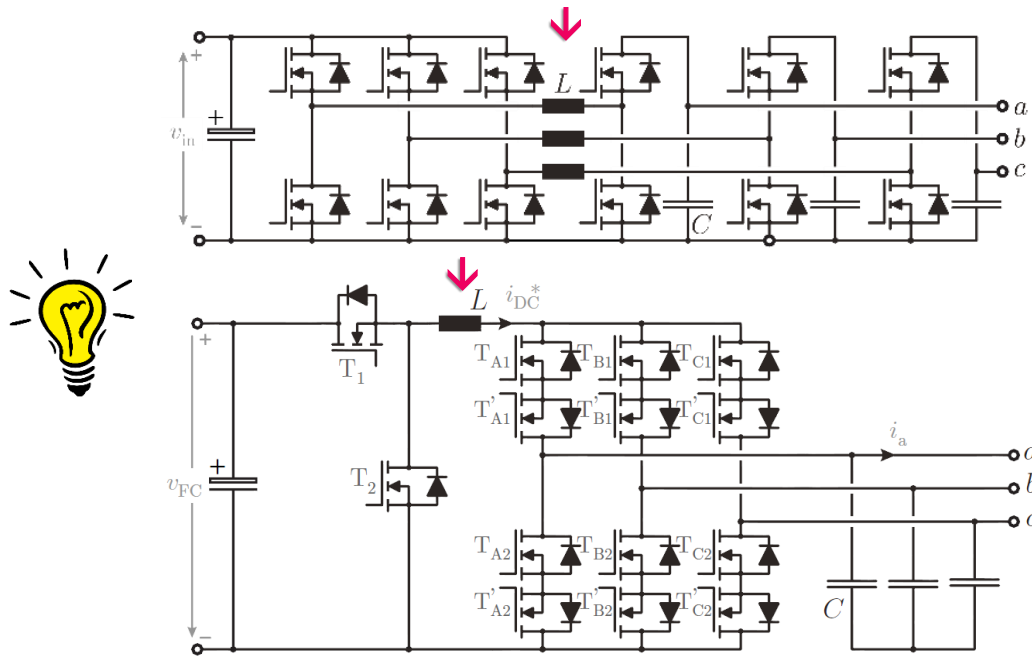 L
a
+
v_in
b
c
C
L
i_DC*
+
T_1
T_A1
T_B1
T_C1
T'_A1
T'_B1
T'_C1
i_a
+
T_2
v_FC
T_A2
T_B2
T_C2
T'_A2
T'_B2
T'_C2
C